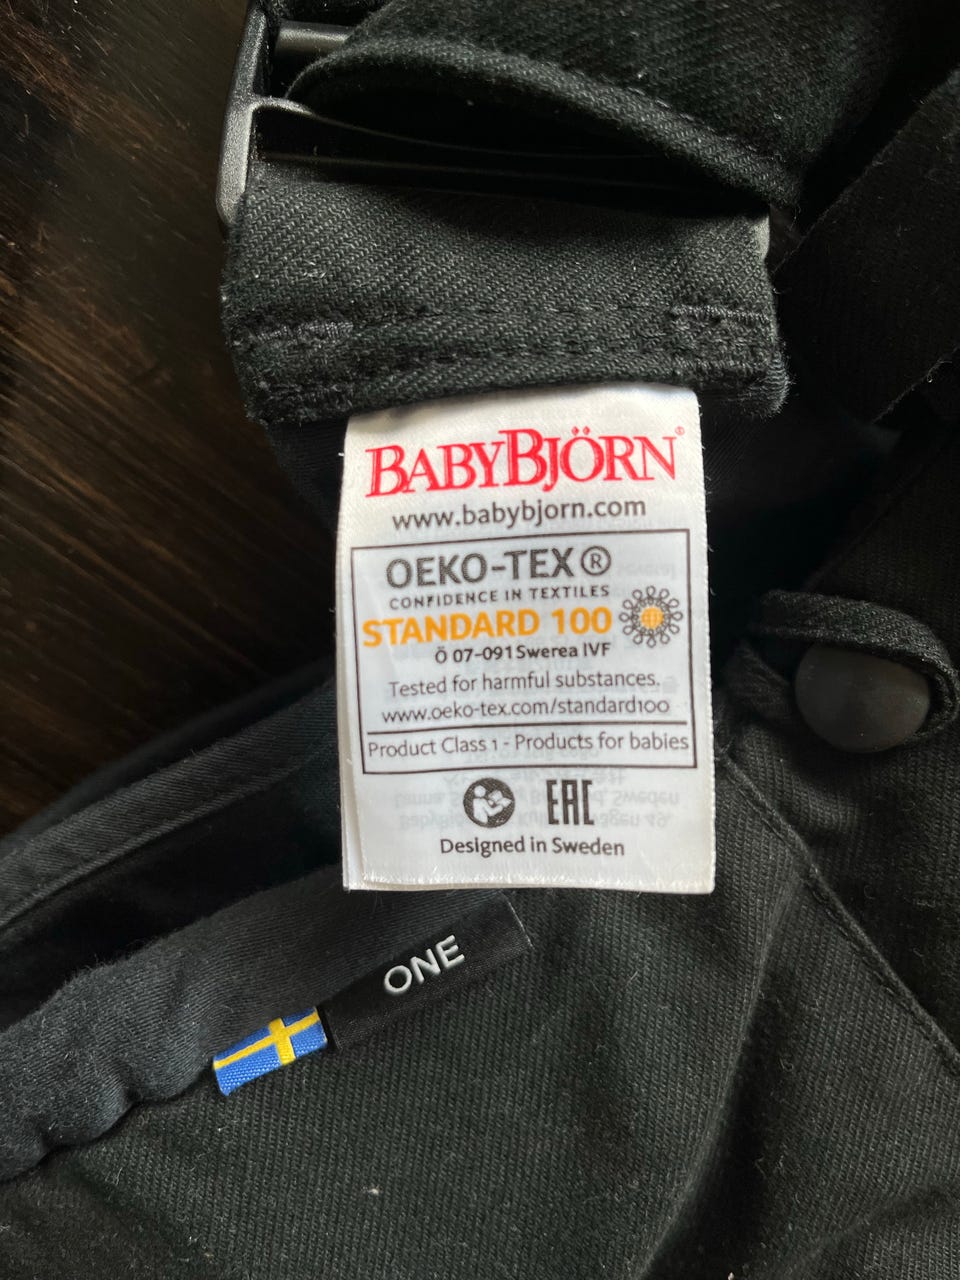 BABYBJÖRN®
www.babybjorn.com
OEKO-TEX®
CONFIDENCE IN TEXTILES
STANDARD 100
Ö 07-091 Swerea IVF
Tested for harmful substances.
www.oeko-tex.com/standard100
Product Class 1 - Products for babies
EAC
Designed in Sweden
ONE